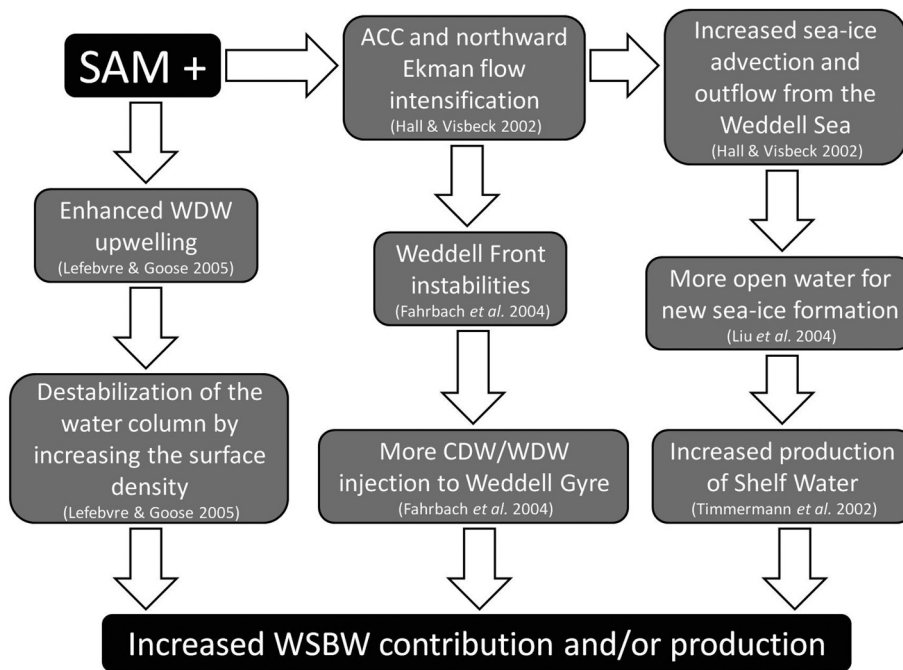 SAM +
ACC and northward
Ekman flow
intensification
(Hall & Visbeck 2002)
Increased sea-ice
advection and
outflow from the
Weddell Sea
(Hall & Visbeck 2002)
Enhanced WDW
upwelling
(Lefebvre & Goose 2005)
Weddell Front
instabilities
(Fahrbach et al. 2004)
More open water for
new sea-ice formation
(Liu et al. 2004)
Destabilization of the
water column by
increasing the surface
density
(Lefebvre & Goose 2005)
More CDW/WDW
injection to Weddell Gyre
(Fahrbach et al. 2004)
Increased production
of Shelf Water
(Timmermann et al. 2002)
Increased WSBW contribution and/or production